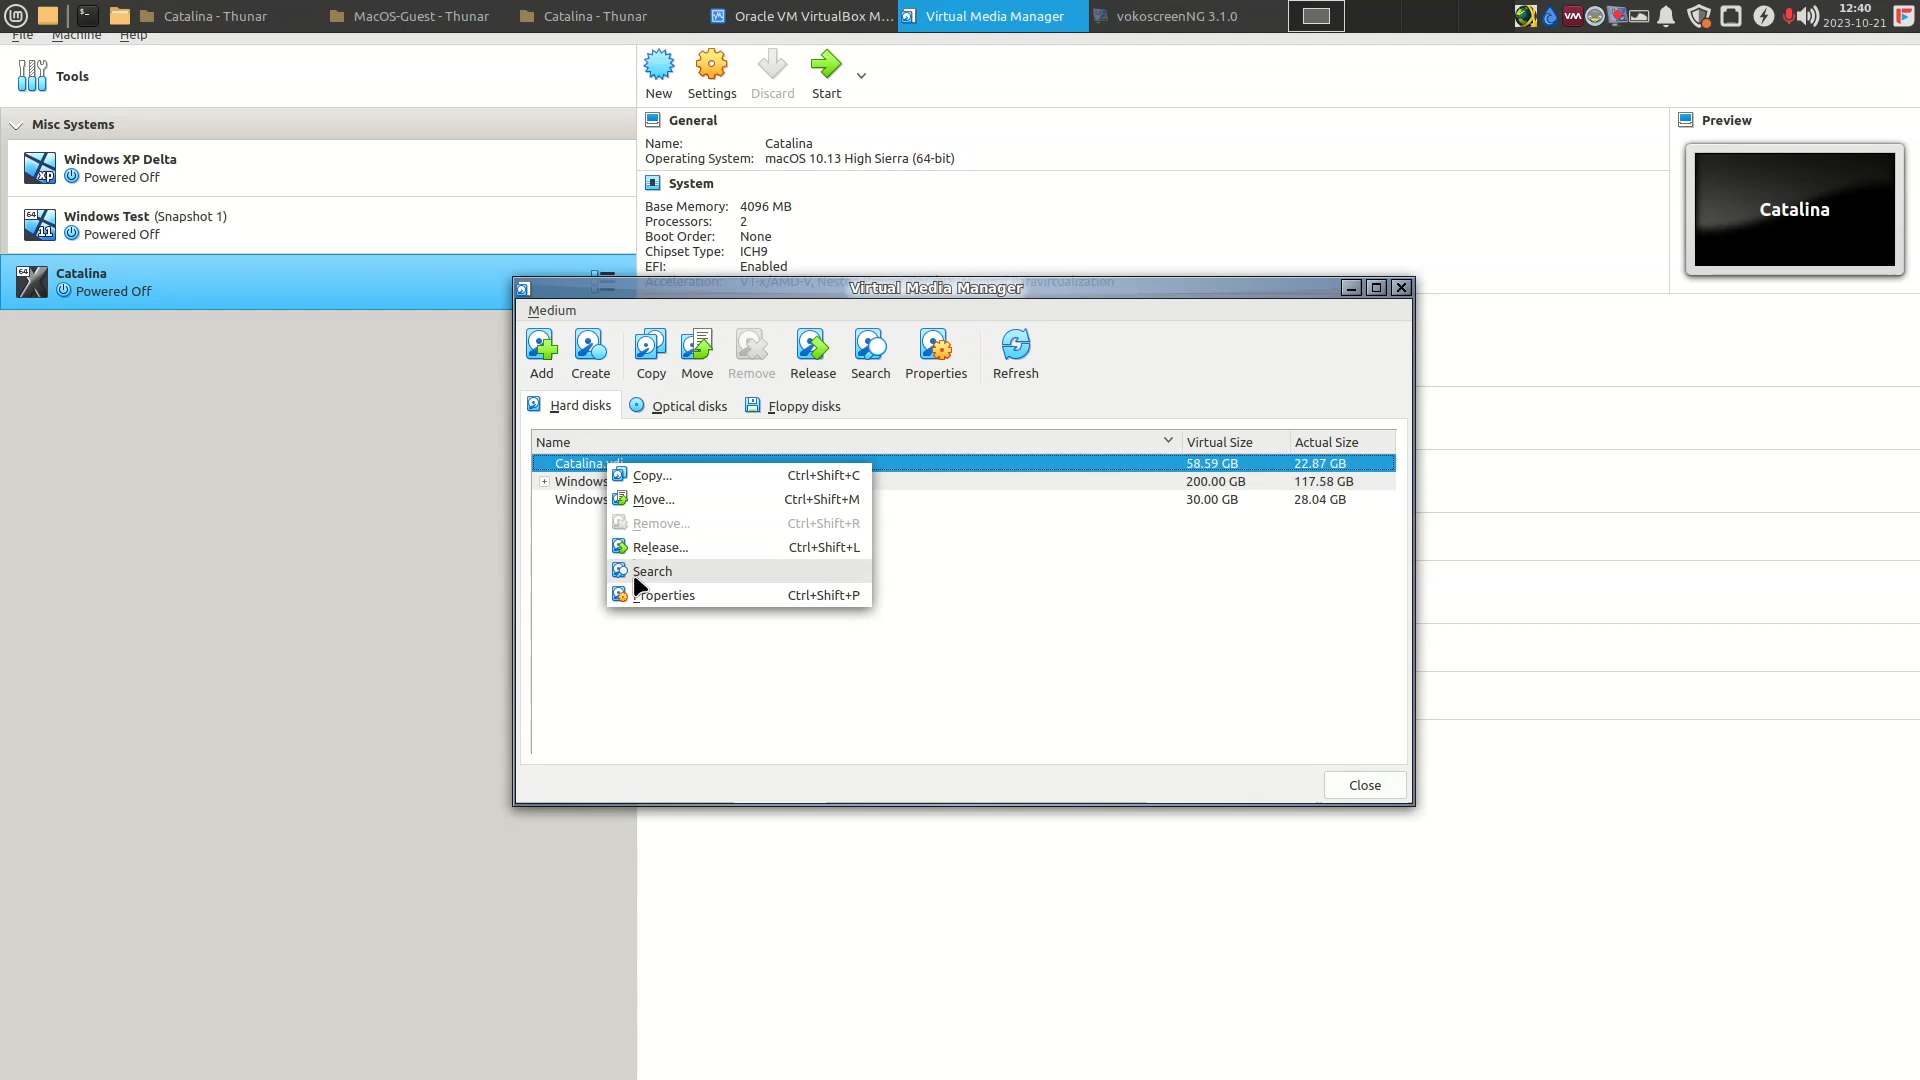 Catalina - Thunar
MacOS-Guest - Thunar
Catalina - Thunar
Oracle VM VirtualBox M...
Virtual Media Manager
vokoscreenNG 3.1.0
12:40
2023-10-21
File Machine Help
Tools
Misc Systems
Windows XP Delta
Powered Off
Windows Test (Snapshot 1)
Powered Off
Catalina
Powered Off
New Settings Discard Start
General
Name: Catalina
Operating System: macOS 10.13 High Sierra (64-bit)
System
Base Memory: 4096 MB
Processors: 2
Boot Order: None
Chipset Type: ICH9
EFI: Enabled
Acceleration: VT-x/AMD-V,
Preview
Catalina
Virtual Media Manager
Medium
Add Create Copy Move Remove Release Search Properties Refresh
Hard disks Optical disks Floppy disks
Name Virtual Size Actual Size
Catalina.vdi 58.59 GB 22.87 GB
Windows 200.00 GB 117.58 GB
Windows 30.00 GB 28.04 GB
Copy... Ctrl+Shift+C
Move... Ctrl+Shift+M
Remove... Ctrl+Shift+R
Release... Ctrl+Shift+L
Search
Properties Ctrl+Shift+P
Close